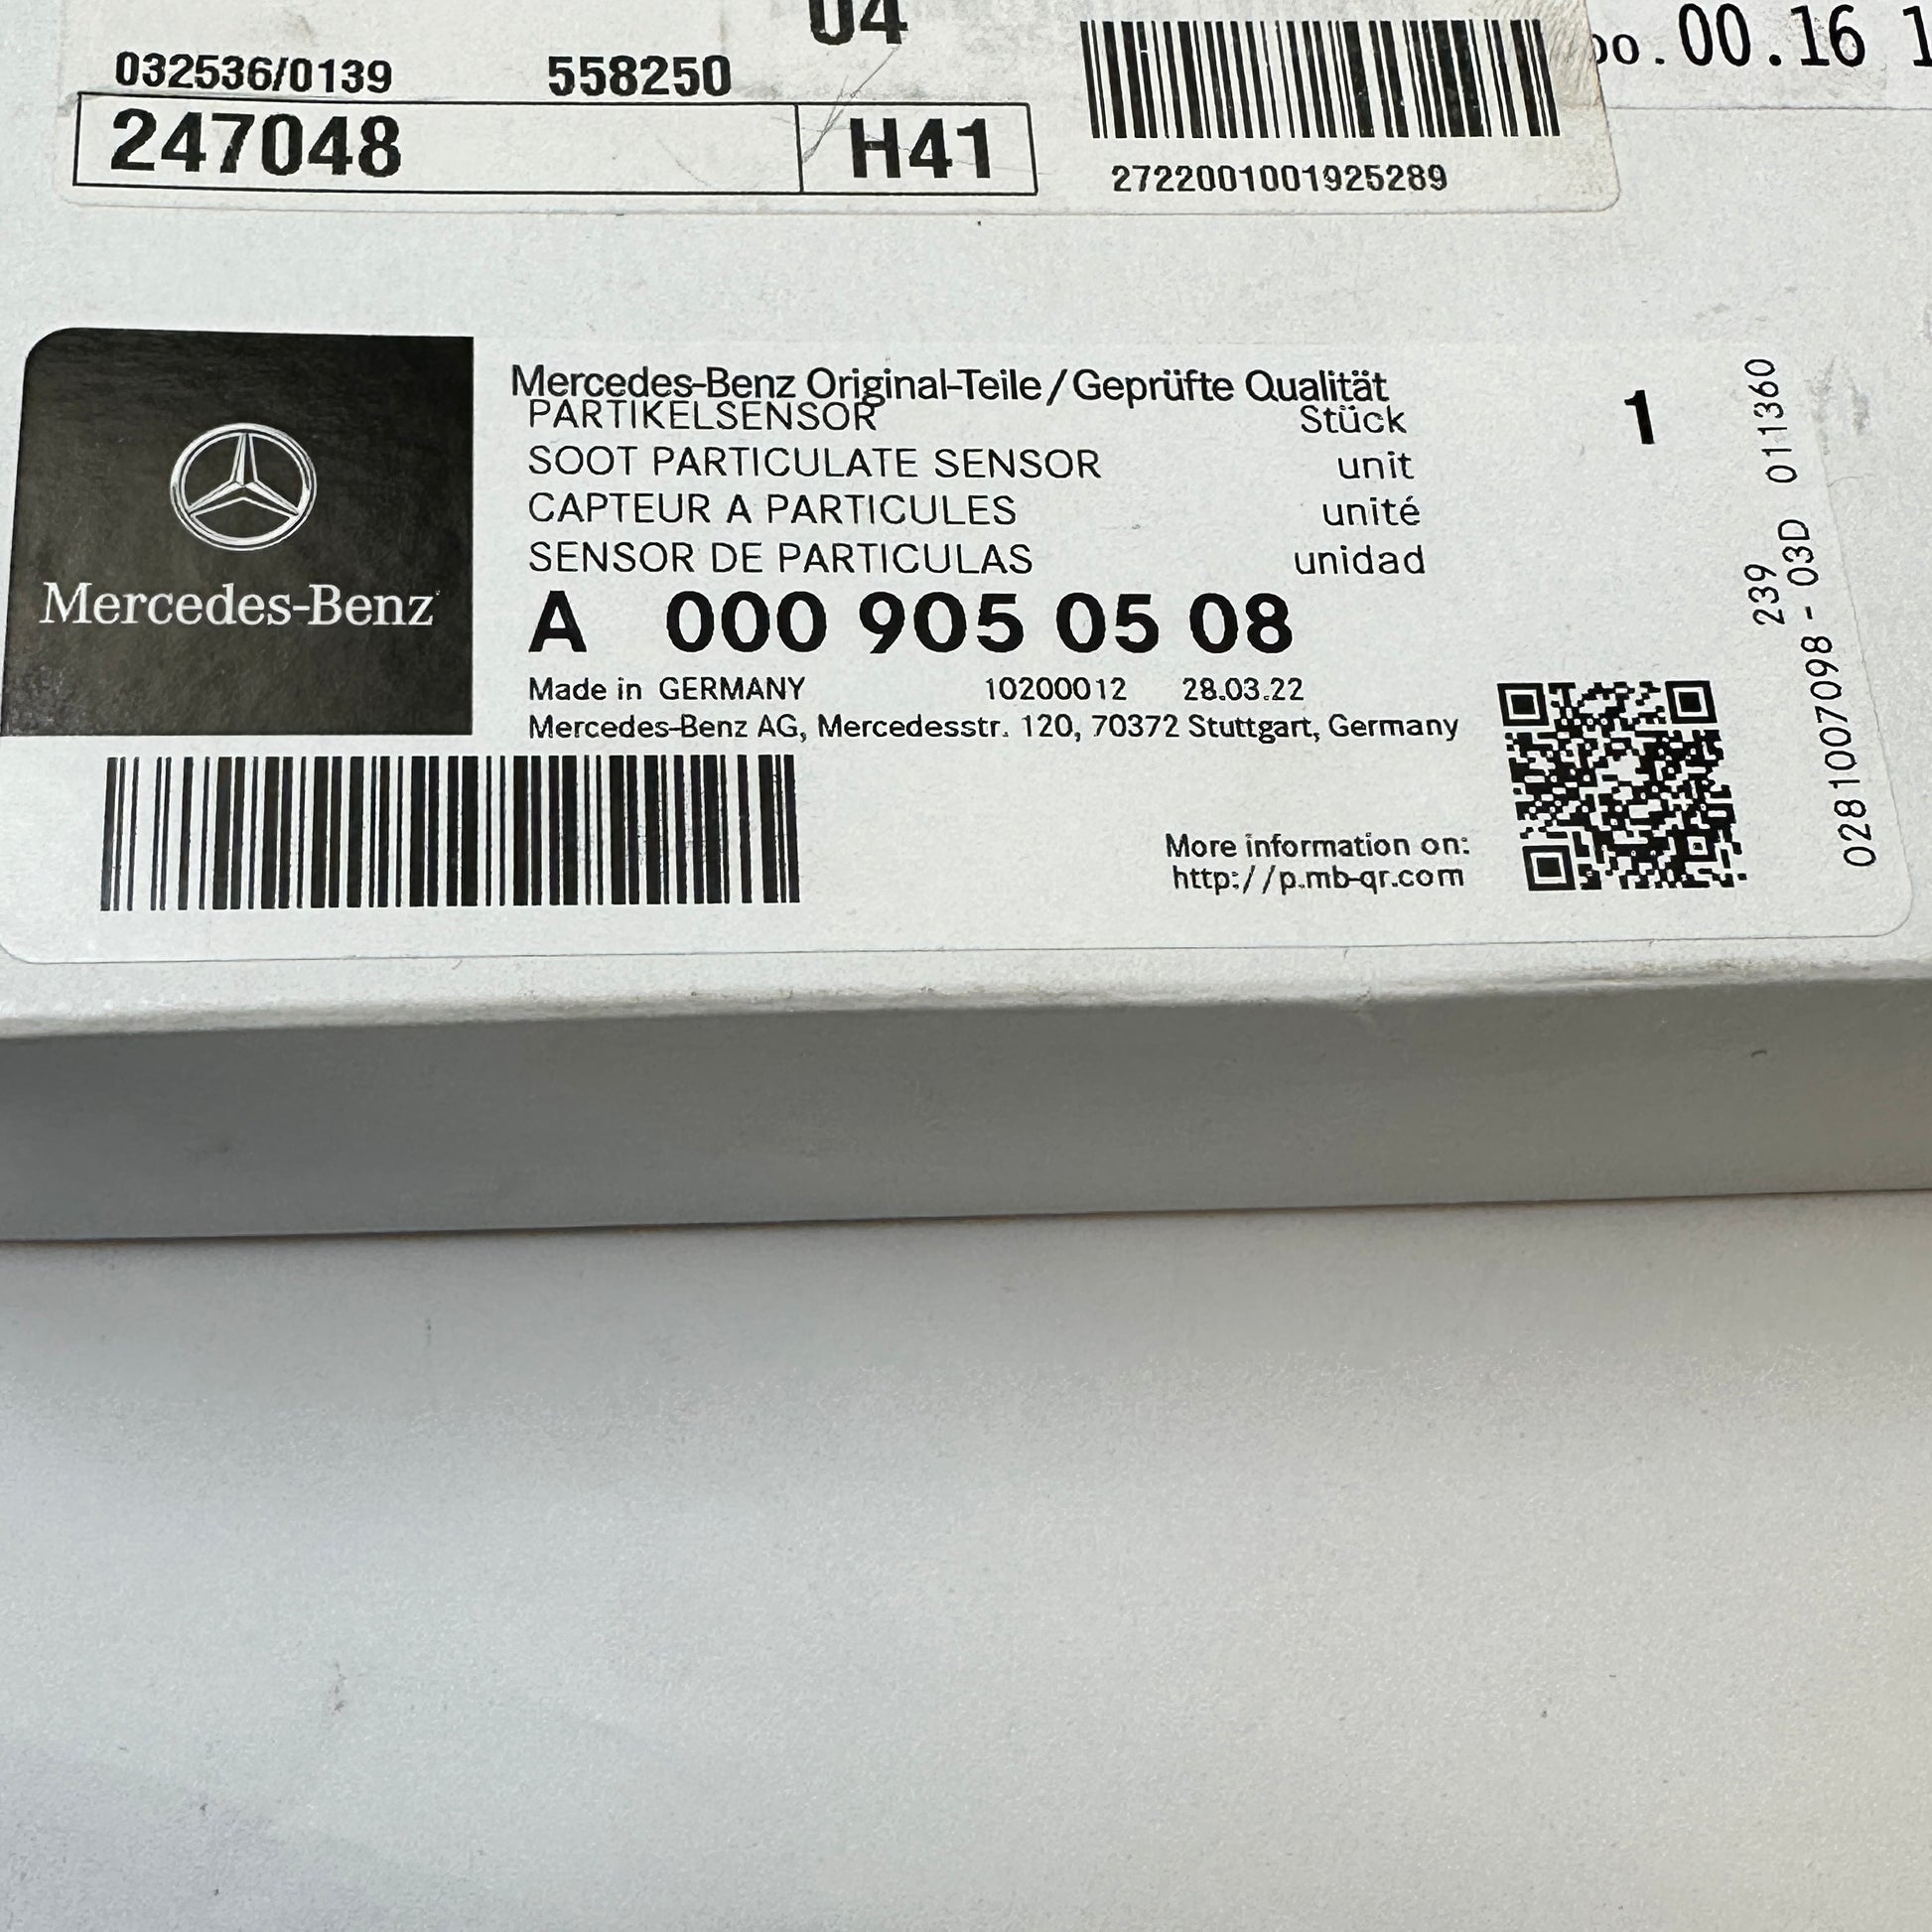 04
032536/0139 558250
247048 H41
2722001001925289
00.16 1
Mercedes-Benz
Mercedes-Benz Original-Teile/Geprüfte Qualität
PARTIKELSENSOR Stück 1
SOOT PARTICULATE SENSOR unit
CAPTEUR A PARTICULES unité
SENSOR DE PARTICULAS unidad
A 000 905 05 08
Made in GERMANY 10200012 28.03.22
Mercedes-Benz AG, Mercedesstr. 120, 70372 Stuttgart, Germany
More information on:
http://p.mb-qr.com
239 011360
0281007098 - 03D